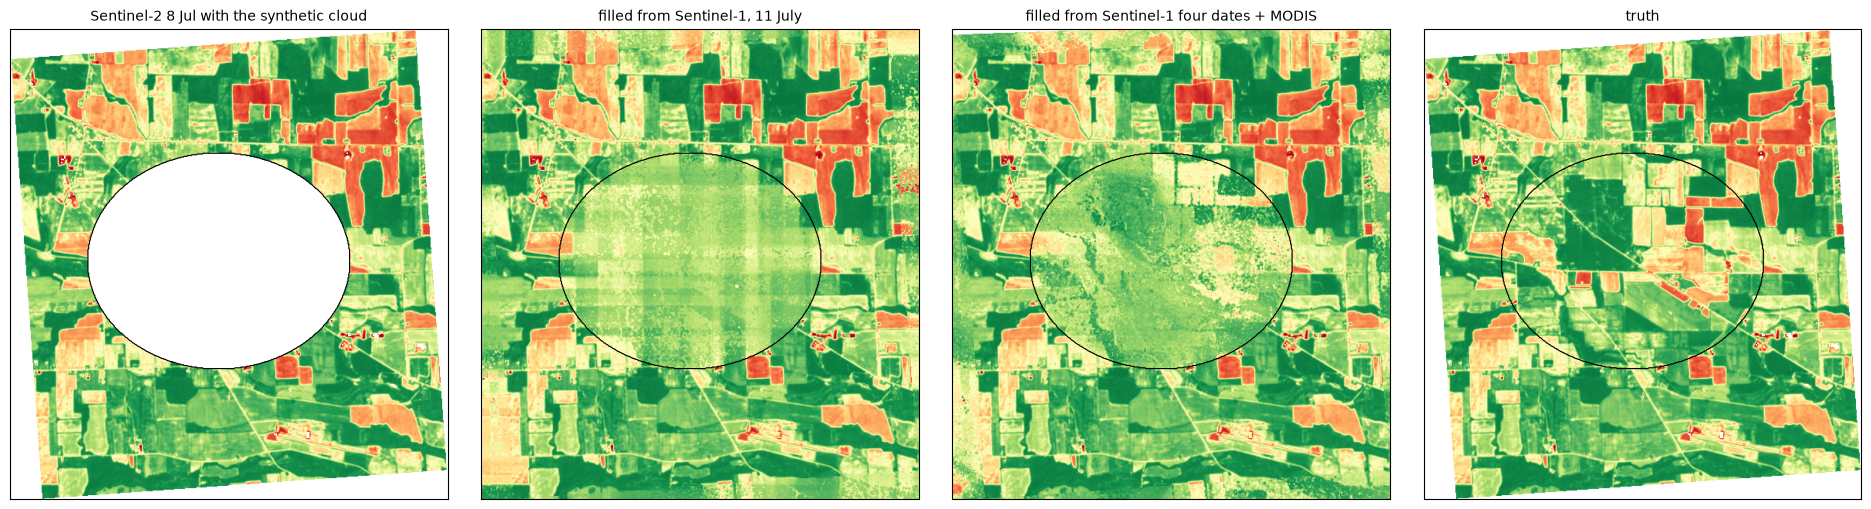 Sentinel-2 8 Jul with the synthetic cloud
filled from Sentinel-1, 11 July
filled from Sentinel-1 four dates + MODIS
truth